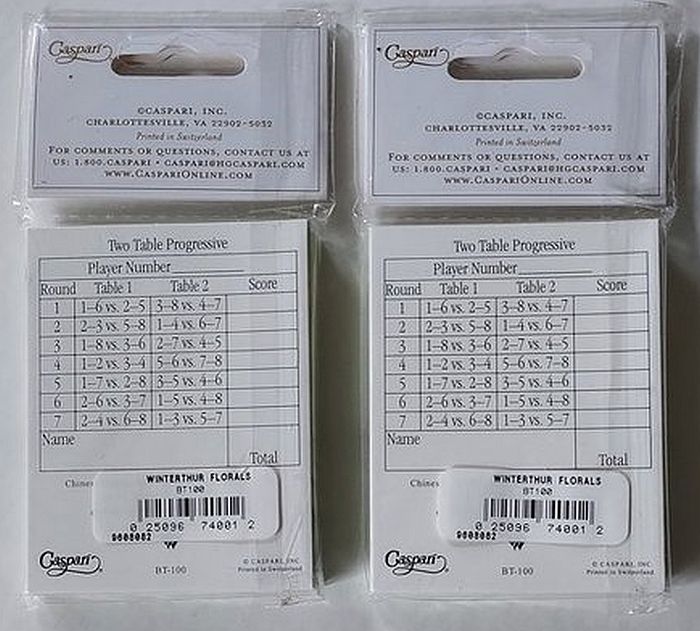 Caspari
©CASPARI, INC.
CHARLOTTESVILLE, VA 22902-5032
Printed in Switzerland
FOR COMMENTS OR QUESTIONS, CONTACT US AT
US: 1.800.CASPARI • CASPARI@HGCASPARI.COM
WWW.CASPARIONLINE.COM
Two Table Progressive
Player Number
Round Table 1 Table 2 Score
1 1–6 vs. 2–5 3–8 vs. 4–7
2 2–3 vs. 5–8 1–4 vs. 6–7
3 1–8 vs. 3–6 2–7 vs. 4–5
4 1–2 vs. 3–4 5–6 vs. 7–8
5 1–7 vs. 2–8 3–5 vs. 4–6
6 2–6 vs. 3–7 1–5 vs. 4–8
7 2–4 vs. 6–8 1–3 vs. 5–7
Name
Total
WINTERTHUR FLORALS
BT100
0 25096 74001 2
9608082
Caspari
BT-100
© CASPARI, INC
Printed in Switzerland
Caspari
©CASPARI, INC.
CHARLOTTESVILLE, VA 22902-5032
Printed in Switzerland
FOR COMMENTS OR QUESTIONS, CONTACT US AT
US: 1.800.CASPARI • CASPARI@HGCASPARI.COM
WWW.CASPARIONLINE.COM
Two Table Progressive
Player Number
Round Table 1 Table 2 Score
1 1–6 vs. 2–5 3–8 vs. 4–7
2 2–3 vs. 5–8 1–4 vs. 6–7
3 1–8 vs. 3–6 2–7 vs. 4–5
4 1–2 vs. 3–4 5–6 vs. 7–8
5 1–7 vs. 2–8 3–5 vs. 4–6
6 2–6 vs. 3–7 1–5 vs. 4–8
7 2–4 vs. 6–8 1–3 vs. 5–7
Name
Total
WINTERTHUR FLORALS
BT100
0 25096 74001 2
9608082
Caspari
BT-100
© CASPARI, INC
Printed in Switzerland